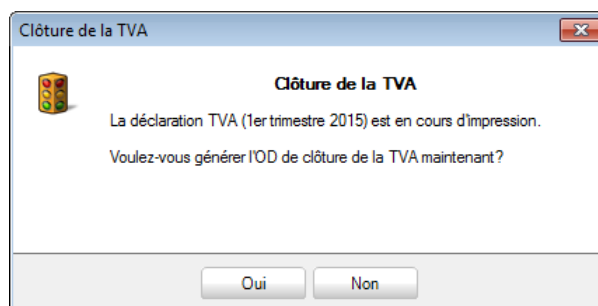 Clôture de la TVA
Clôture de la TVA
La déclaration TVA (1er trimestre 2015) est en cours d'impression.
Voulez-vous générer l'OD de clôture de la TVA maintenant?
Oui
Non